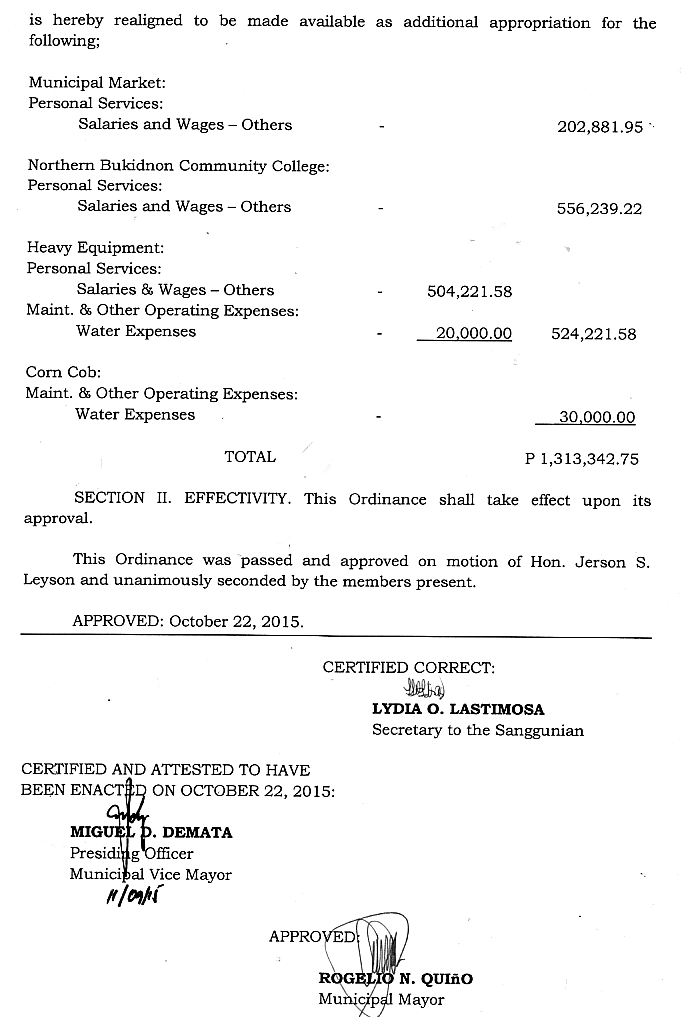 is hereby realigned to be made available as additional appropriation for the
following;
Municipal Market:
Personal Services:
Salaries and Wages – Others - 202,881.95
Northern Bukidnon Community College:
Personal Services:
Salaries and Wages – Others - 556,239.22
Heavy Equipment:
Personal Services:
Salaries & Wages – Others - 504,221.58
Maint. & Other Operating Expenses:
Water Expenses - 20,000.00 524,221.58
Corn Cob:
Maint. & Other Operating Expenses:
Water Expenses - 30,000.00
TOTAL P 1,313,342.75
SECTION II. EFFECTIVITY. This Ordinance shall take effect upon its
approval.
This Ordinance was passed and approved on motion of Hon. Jerson S.
Leyson and unanimously seconded by the members present.
APPROVED: October 22, 2015.
CERTIFIED CORRECT:
LYDIA O. LASTIMOSA
Secretary to the Sanggunian
CERTIFIED AND ATTESTED TO HAVE
BEEN ENACTED ON OCTOBER 22, 2015:
MIGUEL D. DEMATA
Presiding Officer
Municipal Vice Mayor
11/09/15
APPROVED:
ROGELIO N. QUIñO
Municipal Mayor